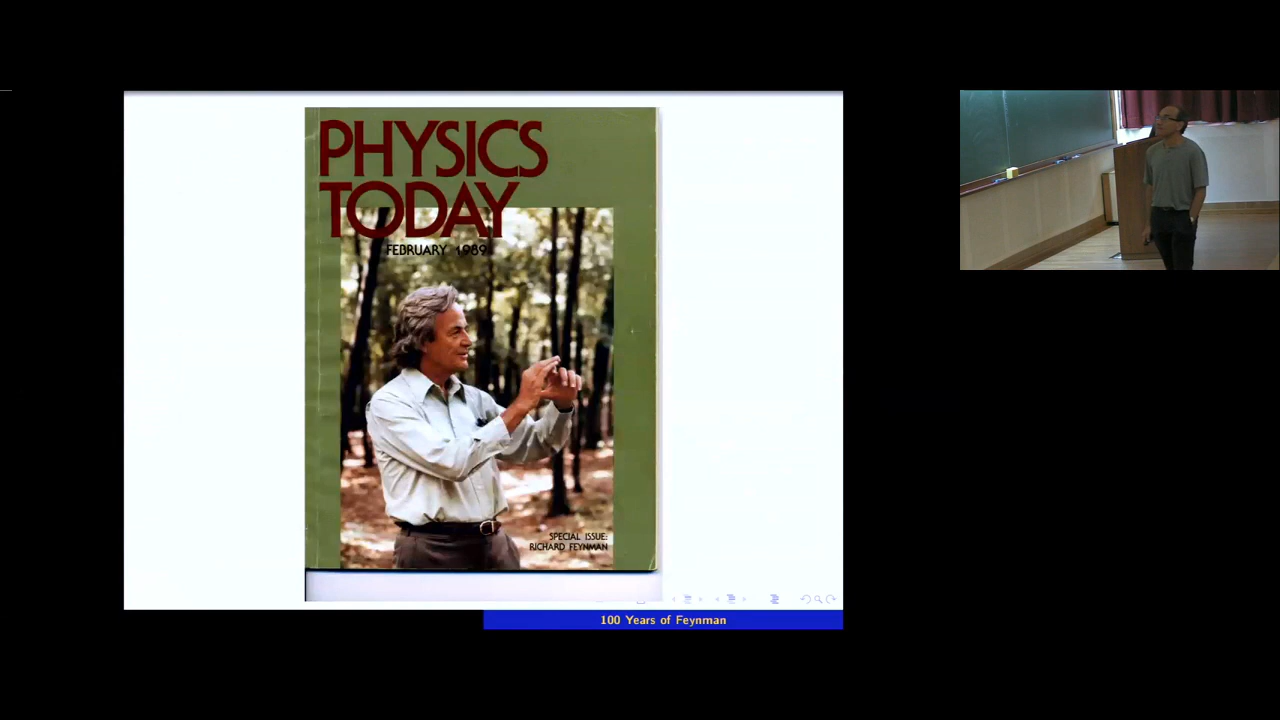 PHYSICS
TODAY
FEBRUARY 1989
SPECIAL ISSUE:
RICHARD FEYNMAN
100 Years of Feynman